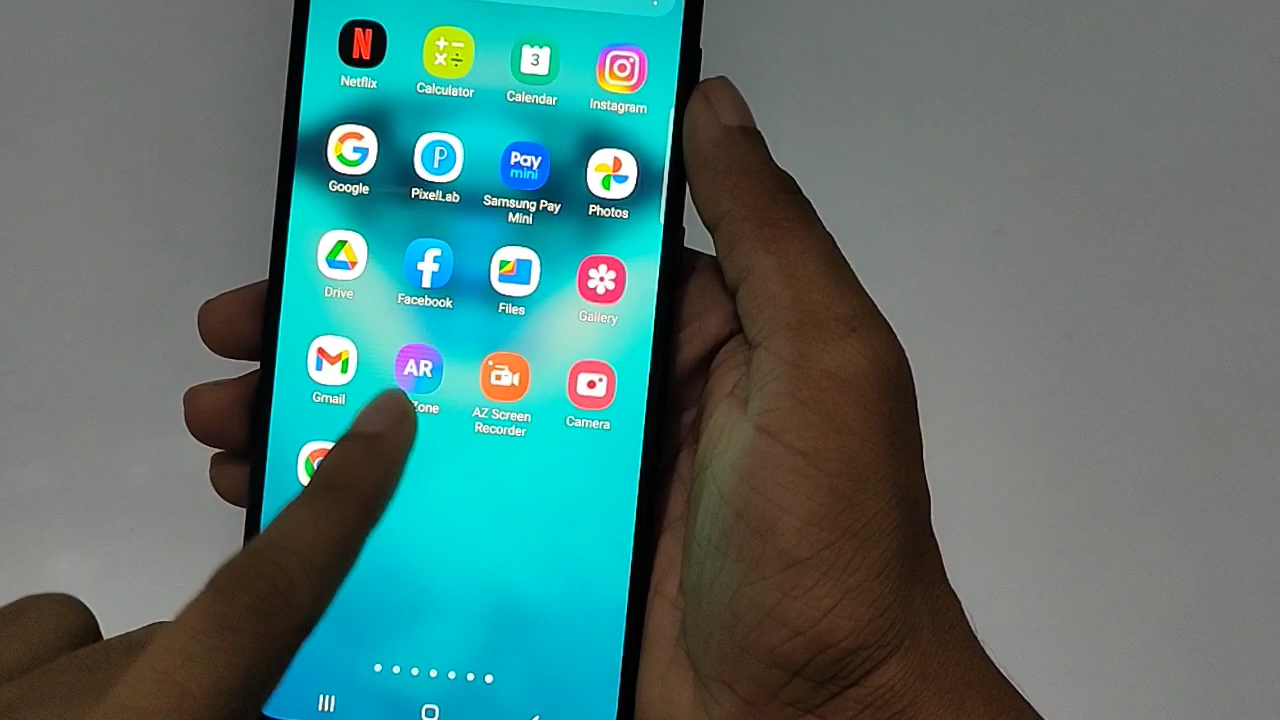 Netflix
Calculator
3
Calendar
Instagram
Google
P
PixelLab
Pay
mini
Samsung Pay
Mini
Photos
Drive
Facebook
Files
Gallery
Gmail
AR
Zone
AZ Screen
Recorder
Camera